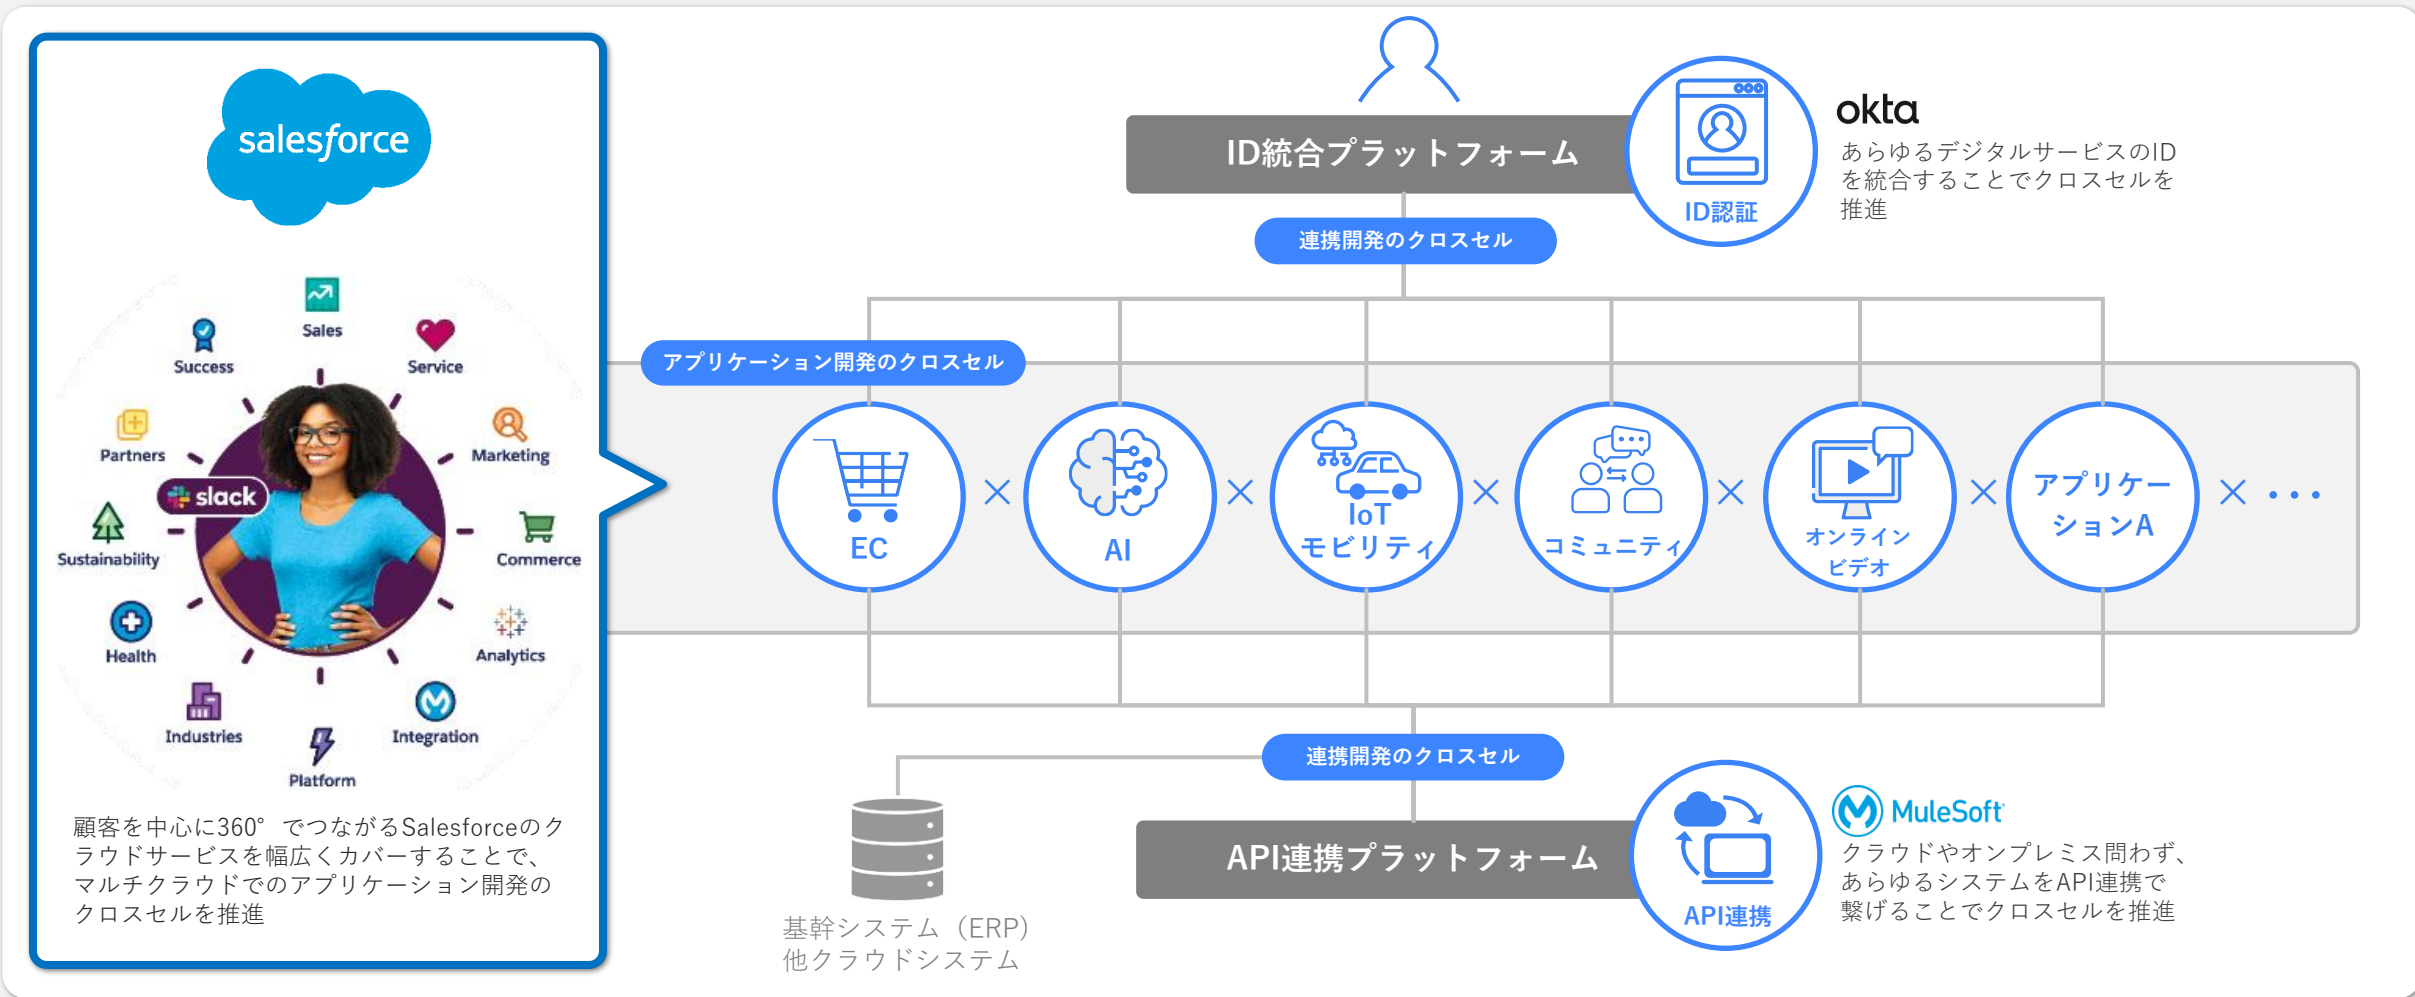 salesforce
Sales
Success
Service
Partners
Marketing
slack
Sustainability
Commerce
Health
Analytics
Industries
Integration
Platform
顧客を中心に360°でつながるSalesforceのク
ラウドサービスを幅広くカバーすることで、
マルチクラウドでのアプリケーション開発の
クロスセルを推進
ID統合プラットフォーム
ID認証
okta
あらゆるデジタルサービスのID
を統合することでクロスセルを
推進
連携開発のクロスセル
アプリケーション開発のクロスセル
EC
×
AI
×
IoT
モビリティ
×
コミュニティ
×
オンライン
ビデオ
×
アプリケー
ションA
× ・・・
連携開発のクロスセル
基幹システム（ERP）
他クラウドシステム
API連携プラットフォーム
API連携
MuleSoft
クラウドやオンプレミス問わず、
あらゆるシステムをAPI連携で
繋げることでクロスセルを推進